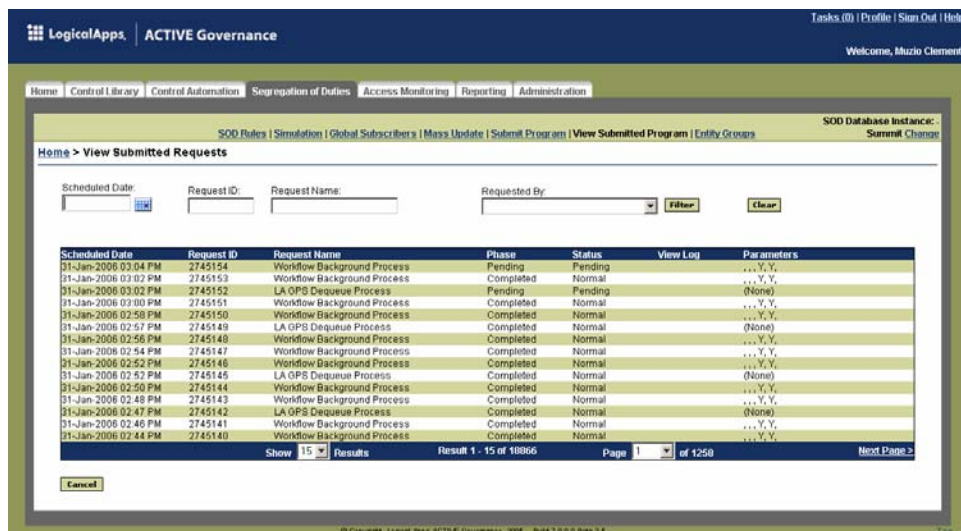 Tasks (0) | Profile | Sign Out | Help
LogicalApps. ACTIVE Governance
Welcome, Muzio Clement
Home Control Library Control Automation Segregation of Duties Access Monitoring Reporting Administration
SOD Database Instance: -
SOD Rules | Simulation | Global Subscribers | Mass Update | Submit Program | View Submitted Program | Entity Groups Summit Change
Home > View Submitted Requests
Scheduled Date: Request ID: Request Name: Requested By:
Filter Clear
Scheduled Date Request ID Request Name Phase Status View Log Parameters
31-Jan-2006 03:04 PM 2745154 Workflow Background Process Pending Pending , , , Y, Y,
31-Jan-2006 03:02 PM 2745153 Workflow Background Process Completed Normal , , , Y, Y,
31-Jan-2006 03:02 PM 2745152 LA GPS Dequeue Process Pending Pending (None)
31-Jan-2006 03:00 PM 2745151 Workflow Background Process Completed Normal , , , Y, Y,
31-Jan-2006 02:58 PM 2745150 Workflow Background Process Completed Normal , , , Y, Y,
31-Jan-2006 02:57 PM 2745149 LA GPS Dequeue Process Completed Normal (None)
31-Jan-2006 02:56 PM 2745148 Workflow Background Process Completed Normal , , , Y, Y,
31-Jan-2006 02:54 PM 2745147 Workflow Background Process Completed Normal , , , Y, Y,
31-Jan-2006 02:52 PM 2745146 Workflow Background Process Completed Normal , , , Y, Y,
31-Jan-2006 02:52 PM 2745145 LA GPS Dequeue Process Completed Normal (None)
31-Jan-2006 02:50 PM 2745144 Workflow Background Process Completed Normal , , , Y, Y,
31-Jan-2006 02:48 PM 2745143 Workflow Background Process Completed Normal , , , Y, Y,
31-Jan-2006 02:47 PM 2745142 LA GPS Dequeue Process Completed Normal (None)
31-Jan-2006 02:46 PM 2745141 Workflow Background Process Completed Normal , , , Y, Y,
31-Jan-2006 02:44 PM 2745140 Workflow Background Process Completed Normal , , , Y, Y,
Show 15 Results Result 1 - 15 of 18866 Page 1 of 1258 Next Page >
Cancel